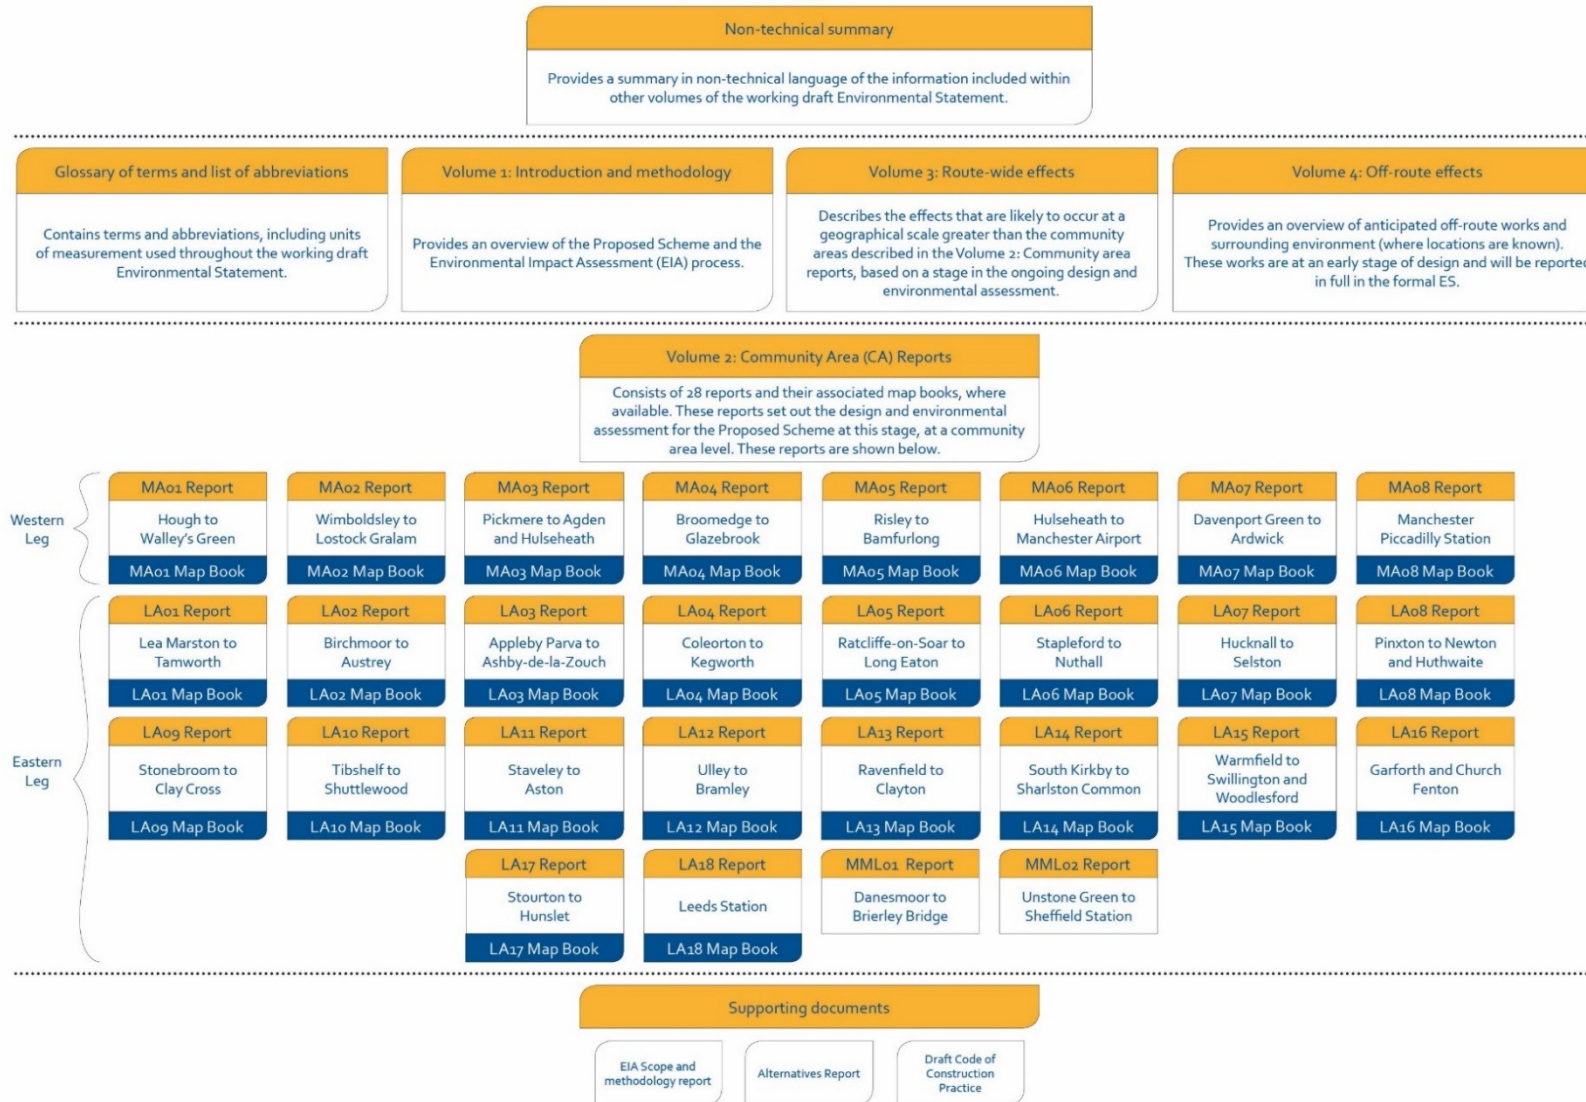 Non-technical summary
Provides a summary in non-technical language of the information included within
other volumes of the working draft Environmental Statement.
Glossary of terms and list of abbreviations
Contains terms and abbreviations, including units
of measurement used throughout the working draft
Environmental Statement.
Volume 1: Introduction and methodology
Provides an overview of the Proposed Scheme and the
Environmental Impact Assessment (EIA) process.
Volume 3: Route-wide effects
Describes the effects that are likely to occur at a
geographical scale greater than the community
areas described in the Volume 2: Community area
reports, based on a stage in the ongoing design and
environmental assessment.
Volume 4: Off-route effects
Provides an overview of anticipated off-route works and
surrounding environment (where locations are known).
These works are at an early stage of design and will be reported
in full in the formal ES.
Volume 2: Community Area (CA) Reports
Consists of 28 reports and their associated map books, where
available. These reports set out the design and environmental
assessment for the Proposed Scheme at this stage, at a community
area level. These reports are shown below.
Western
Leg
MA01 Report
Hough to
Walley's Green
MA01 Map Book
MA02 Report
Wimboldsley to
Lostock Gralam
MA02 Map Book
MA03 Report
Pickmere to Agden
and Hulseheath
MA03 Map Book
MA04 Report
Broomedge to
Glazebrook
MA04 Map Book
MA05 Report
Risley to
Bamfurlong
MA05 Map Book
MA06 Report
Hulseheath to
Manchester Airport
MA06 Map Book
MA07 Report
Davenport Green to
Ardwick
MA07 Map Book
MA08 Report
Manchester
Piccadilly Station
MA08 Map Book
Eastern
Leg
LA01 Report
Lea Marston to
Tamworth
LA01 Map Book
LA02 Report
Birchmoor to
Austrey
LA02 Map Book
LA03 Report
Appleby Parva to
Ashby-de-la-Zouch
LA03 Map Book
LA04 Report
Coleorton to
Kegworth
LA04 Map Book
LA05 Report
Ratcliffe-on-Soar to
Long Eaton
LA05 Map Book
LA06 Report
Stapleford to
Nuthall
LA06 Map Book
LA07 Report
Hucknall to
Selston
LA07 Map Book
LA08 Report
Pinxton to Newton
and Huthwaite
LA08 Map Book
LA09 Report
Stonebroom to
Clay Cross
LA09 Map Book
LA10 Report
Tibshelf to
Shuttlewood
LA10 Map Book
LA11 Report
Staveley to
Aston
LA11 Map Book
LA12 Report
Ulley to
Bramley
LA12 Map Book
LA13 Report
Ravenfield to
Clayton
LA13 Map Book
LA14 Report
South Kirkby to
Sharlston Common
LA14 Map Book
LA15 Report
Warmfield to
Swillington and
Woodlesford
LA15 Map Book
LA16 Report
Garforth and Church
Fenton
LA16 Map Book
LA17 Report
Stourton to
Hunslet
LA17 Map Book
LA18 Report
Leeds Station
LA18 Map Book
MML01 Report
Danesmoor to
Brierley Bridge
MML02 Report
Unstone Green to
Sheffield Station
Supporting documents
EIA Scope and
methodology report
Alternatives Report
Draft Code of
Construction
Practice